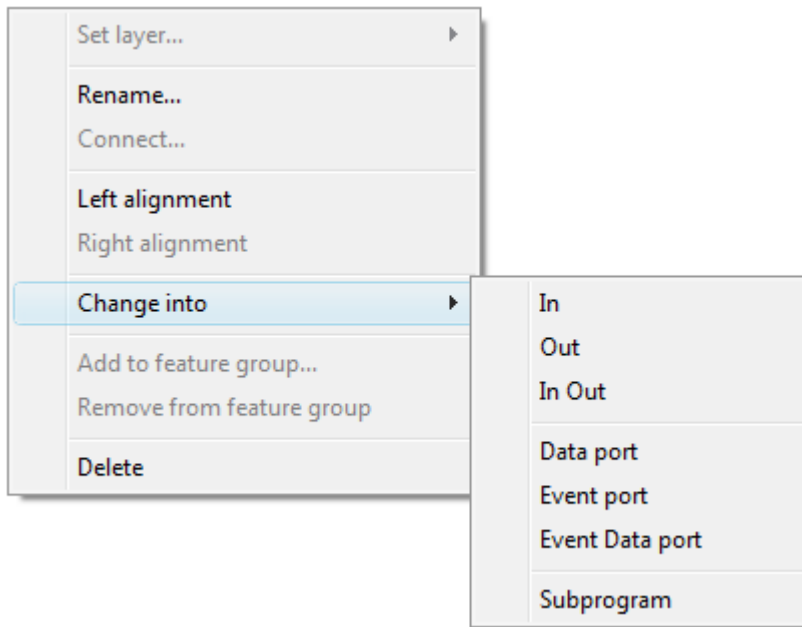 Set layer...
Rename...
Connect...
Left alignment
Right alignment
Change into
Add to feature group...
Remove from feature group
Delete
In
Out
In Out
Data port
Event port
Event Data port
Subprogram